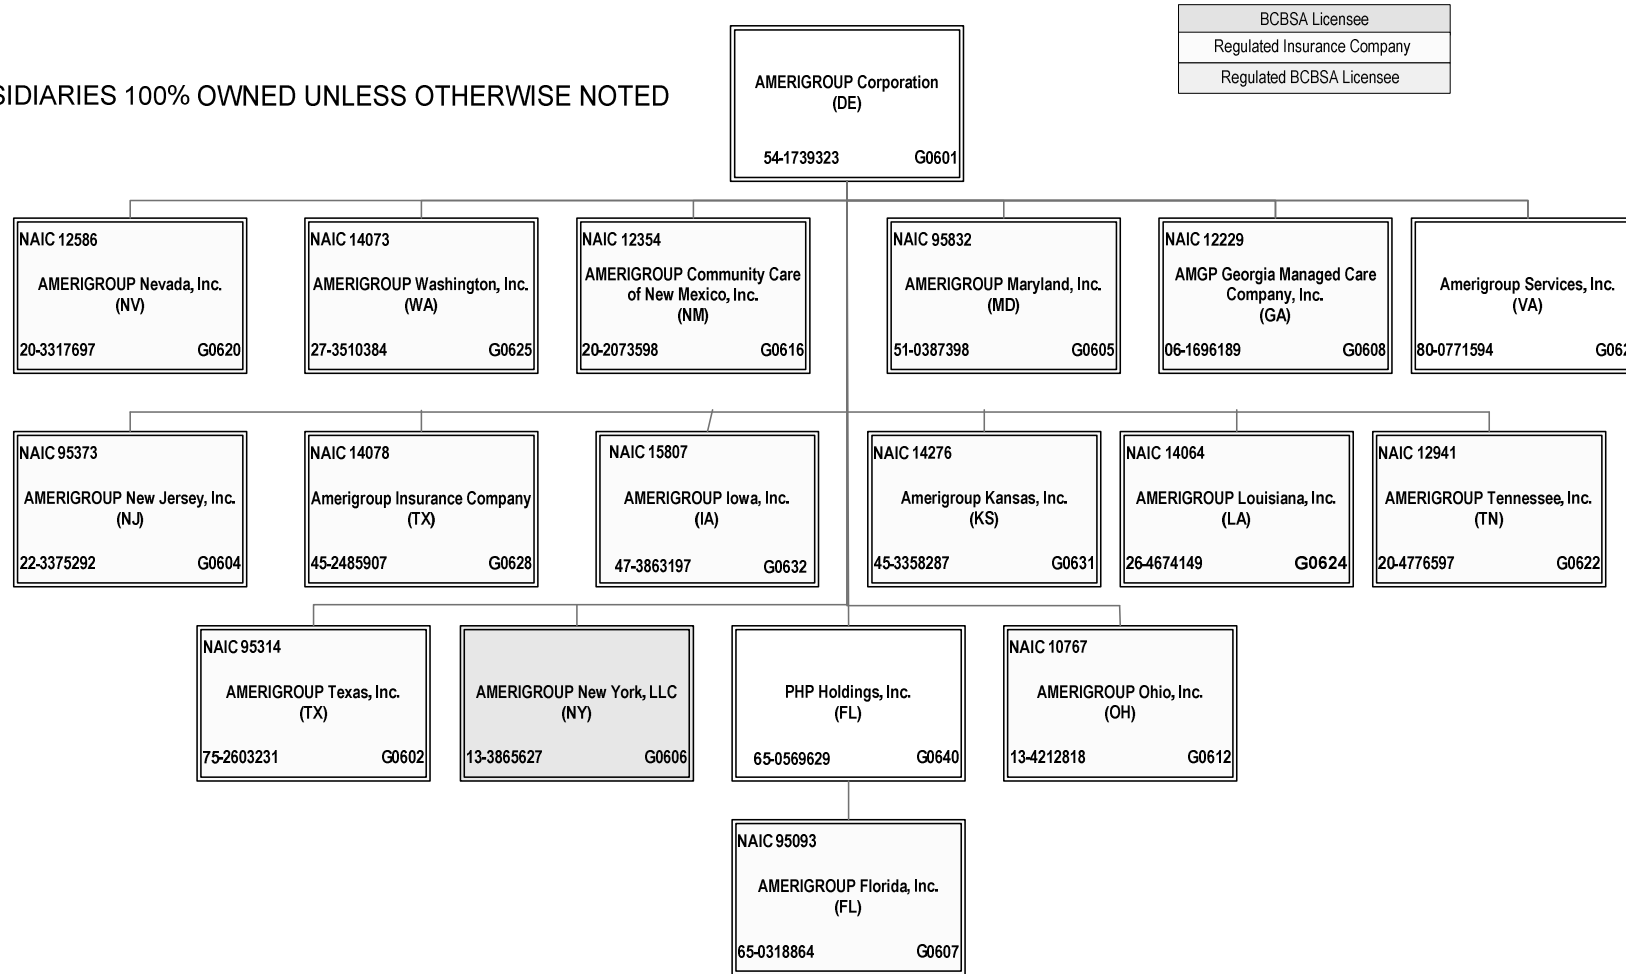 BCBSA Licensee
Regulated Insurance Company
Regulated BCBSA Licensee
SIDIARIES 100% OWNED UNLESS OTHERWISE NOTED
AMERIGROUP Corporation
(DE)
54-1739323 G0601
NAIC 12586
AMERIGROUP Nevada, Inc.
(NV)
20-3317697 G0620
NAIC 14073
AMERIGROUP Washington, Inc.
(WA)
27-3510384 G0625
NAIC 12354
AMERIGROUP Community Care
of New Mexico, Inc.
(NM)
20-2073598 G0616
NAIC 95832
AMERIGROUP Maryland, Inc.
(MD)
51-0387398 G0605
NAIC 12229
AMGP Georgia Managed Care
Company, Inc.
(GA)
06-1696189 G0608
Amerigroup Services, Inc.
(VA)
80-0771594 G062
NAIC 95373
AMERIGROUP New Jersey, Inc.
(NJ)
22-3375292 G0604
NAIC 14078
Amerigroup Insurance Company
(TX)
45-2485907 G0628
NAIC 15807
AMERIGROUP Iowa, Inc.
(IA)
47-3863197 G0632
NAIC 14276
Amerigroup Kansas, Inc.
(KS)
45-3358287 G0631
NAIC 14064
AMERIGROUP Louisiana, Inc.
(LA)
26-4674149 G0624
NAIC 12941
AMERIGROUP Tennessee, Inc.
(TN)
20-4776597 G0622
NAIC 95314
AMERIGROUP Texas, Inc.
(TX)
75-2603231 G0602
AMERIGROUP New York, LLC
(NY)
13-3865627 G0606
PHP Holdings, Inc.
(FL)
65-0569629 G0640
NAIC 10767
AMERIGROUP Ohio, Inc.
(OH)
13-4212818 G0612
NAIC 95093
AMERIGROUP Florida, Inc.
(FL)
65-0318864 G0607